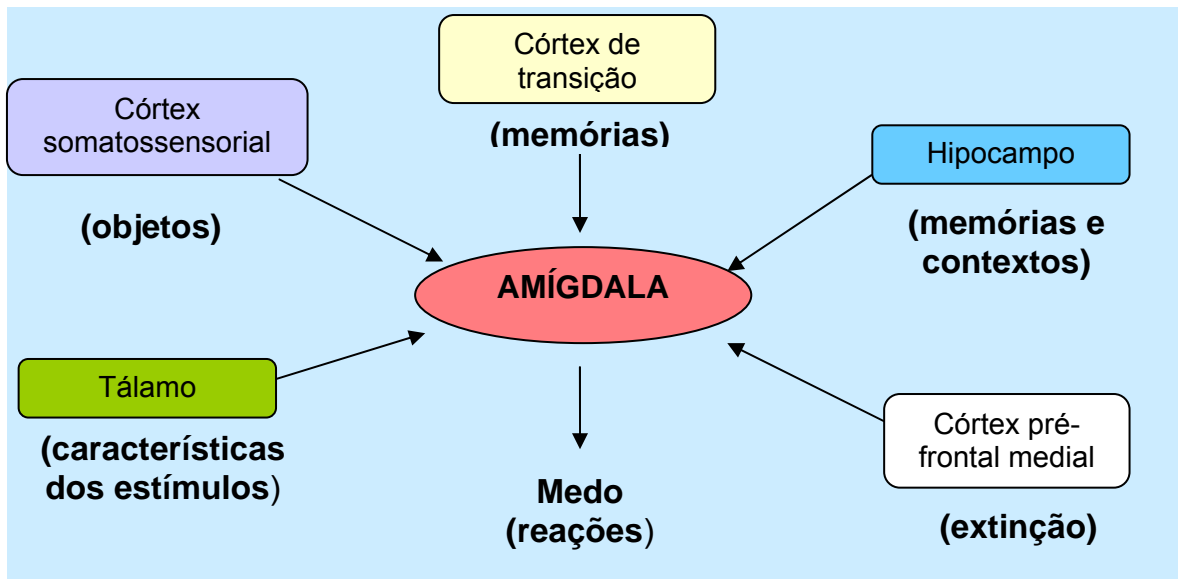 Córtex de
transição
(memórias)
Córtex
somatossensorial
(objetos)
Hipocampo
(memórias e
contextos)
AMÍGDALA
Tálamo
(características
dos estímulos)
Medo
(reações)
Córtex pré-
frontal medial
(extinção)